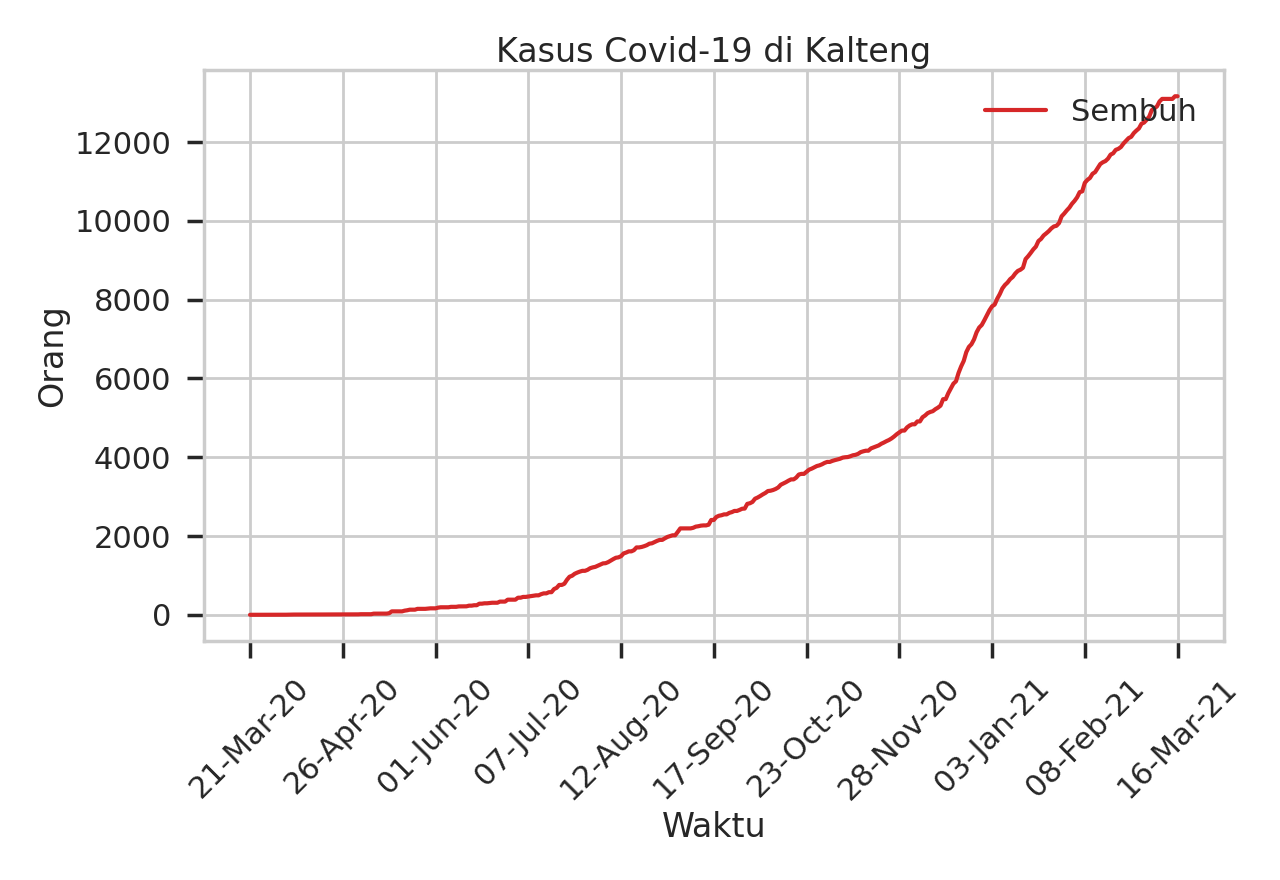 Kasus Covid-19 di Kalteng
Sembuh
12000
10000
8000
6000
4000
2000
0
Orang
21-Mar-20
26-Apr-20
01-Jun-20
07-Jul-20
12-Aug-20
17-Sep-20
23-Oct-20
28-Nov-20
03-Jan-21
08-Feb-21
16-Mar-21
Waktu